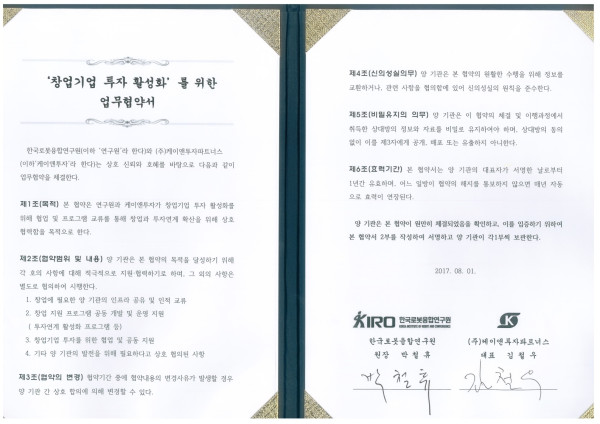 '창업기업 투자 활성화' 를 위한
업무협약서
한국로봇융합연구원(이하 '연구원'라 한다)와 (주)케이앤투자파트너스
(이하'케이앤투자'라 한다)는 상호 신뢰와 호혜를 바탕으로 다음과 같이
업무협약을 체결한다.
제1조(목적) 본 협약은 연구원과 케이앤투자가 창업기업 투자 활성화를
위해 협업 및 프로그램 교류를 통해 창업과 투자연계 확산을 위해 상호
협력함을 목적으로 한다.
제2조(협약범위 및 내용) 양 기관은 본 협약의 목적을 달성하기 위해
각 호의 사항에 대해 적극적으로 지원·협력하기로 하며, 그 외의 사항은
별도로 협의하여 시행한다.
1. 창업에 필요한 양 기관의 인프라 공유 및 인적 교류
2. 창업 지원 프로그램 공동 개발 및 운영 지원
( 투자연계 활성화 프로그램 등)
3. 창업기업 투자를 위한 협업 및 공동 지원
4. 기타 양 기관의 발전을 위해 필요하다고 상호 협의된 사항
제3조(협약의 변경) 협약기간 중에 협약내용의 변경사유가 발생할 경우
양 기관 간 상호 합의에 의해 변경할 수 있다.
제4조(신의성실의무) 양 기관은 본 협약의 원활한 수행을 위해 정보를
교환하거나, 관련 사항을 협의함에 있어 신의성실의 원칙을 준수한다.
제5조(비밀유지의 의무) 양 기관은 이 협약의 체결 및 이행과정에서
취득한 상대방의 정보와 자료를 비밀로 유지하여야 하며, 상대방의 동의
없이 이를 제3자에게 공개, 배포 또는 유출하지 아니한다.
제6조(효력기간) 본 협약서는 양 기관의 대표자가 서명한 날로부터
1년간 유효하며, 어느 일방이 협약의 해지를 통보하지 않으면 매년 자동
으로 효력이 연장된다.
양 기관은 본 협약이 원만히 체결되었음을 확인하고, 이를 입증하기 위하여
본 협약서 2부를 작성하여 서명하고 양 기관이 각1부씩 보관한다.
2017. 08. 01.
KIRO 한국로봇융합연구원
KOREA INSTITUTE OF ROBOT AND CONVERGENCE
K
한국로봇융합연구원
원장 박철휴
박철휴
(주)케이앤투자파트너스
대표 김철우
김철우